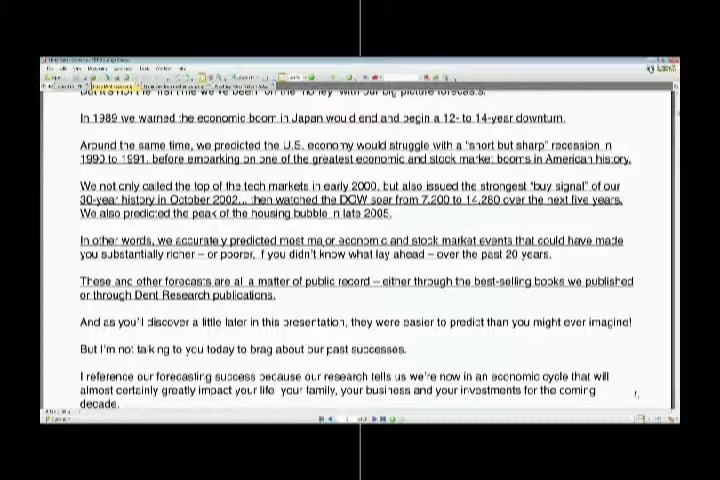 In 1989 we warned the economic boom in Japan would end and begin a 12- to 14-year downturn.
Around the same time, we predicted the U.S. economy would struggle with a "short but sharp" recession in
1990 to 1991, before embarking on one of the greatest economic and stock market booms in American history.
We not only called the top of the tech markets in early 2000, but also issued the strongest "buy signal" of our
30-year history in October 2002... then watched the DOW soar from 7,200 to 14,280 over the next five years.
We also predicted the peak of the housing bubble in late 2005.
In other words, we accurately predicted most major economic and stock market events that could have made
you substantially richer – or poorer, if you didn't know what lay ahead – over the past 20 years.
These and other forecasts are all a matter of public record – either through the best-selling books we published
or through Dent Research publications.
And as you'll discover a little later in this presentation, they were easier to predict than you might ever imagine!
But I'm not talking to you today to brag about our past successes.
I reference our forecasting success because our research tells us we're now in an economic cycle that will
almost certainly greatly impact your life, your family, your business and your investments for the coming
decade.